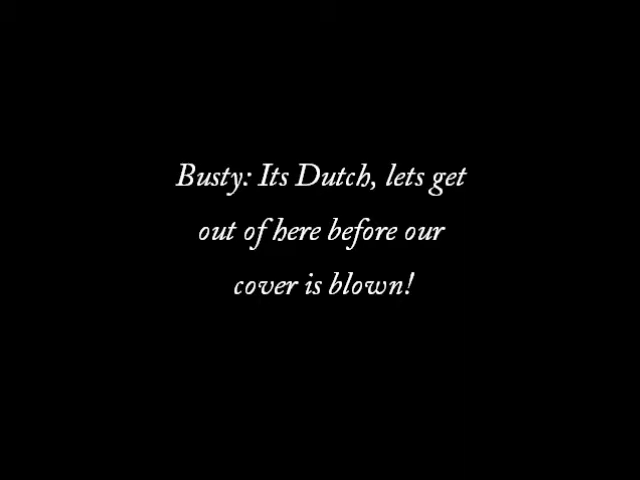 Busty: Its Dutch, lets get
out of here before our
cover is blown!